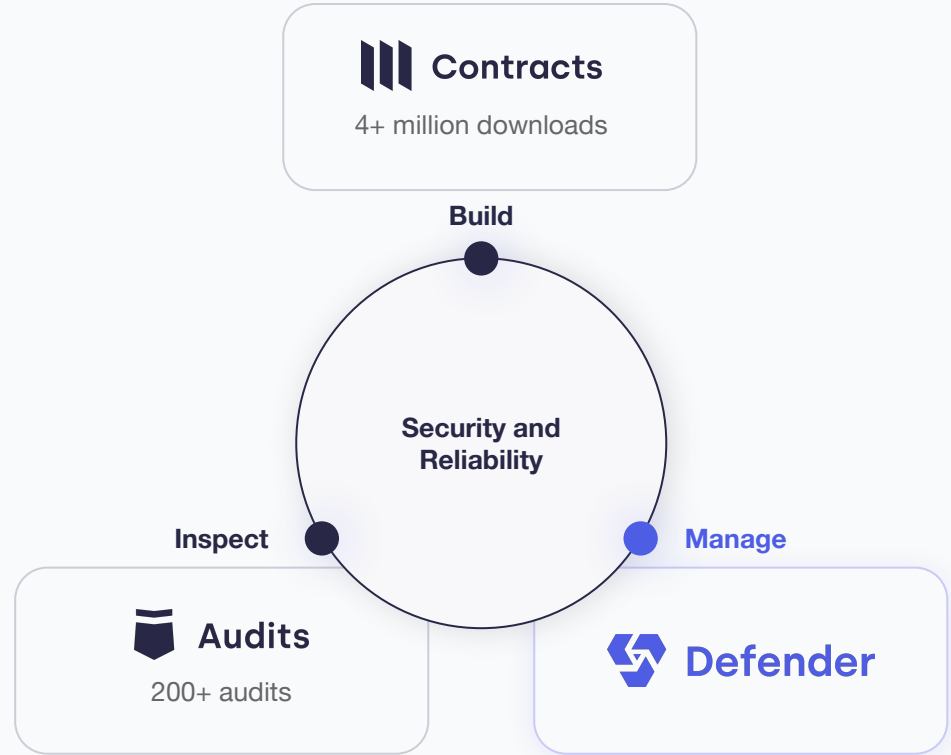 Contracts
4+ million downloads
Build
Security and
Reliability
Inspect
Manage
Audits
200+ audits
Defender